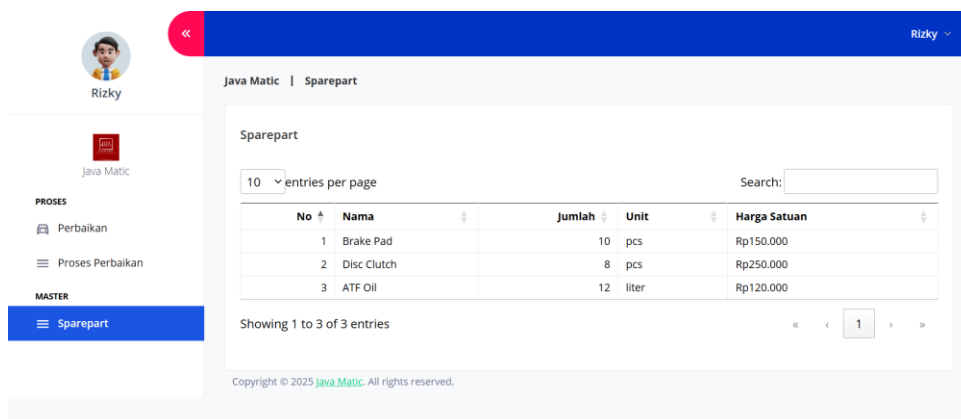 Rizky
Rizky
Java Matic | Sparepart
Java Matic
PROSES
Perbaikan
Proses Perbaikan
MASTER
Sparepart
Sparepart
10 entries per page Search:
No Nama Jumlah Unit Harga Satuan
1 Brake Pad 10 pcs Rp150.000
2 Disc Clutch 8 pcs Rp250.000
3 ATF Oil 12 liter Rp120.000
Showing 1 to 3 of 3 entries « ‹ 1 › »
Copyright © 2025 Java Matic. All rights reserved.